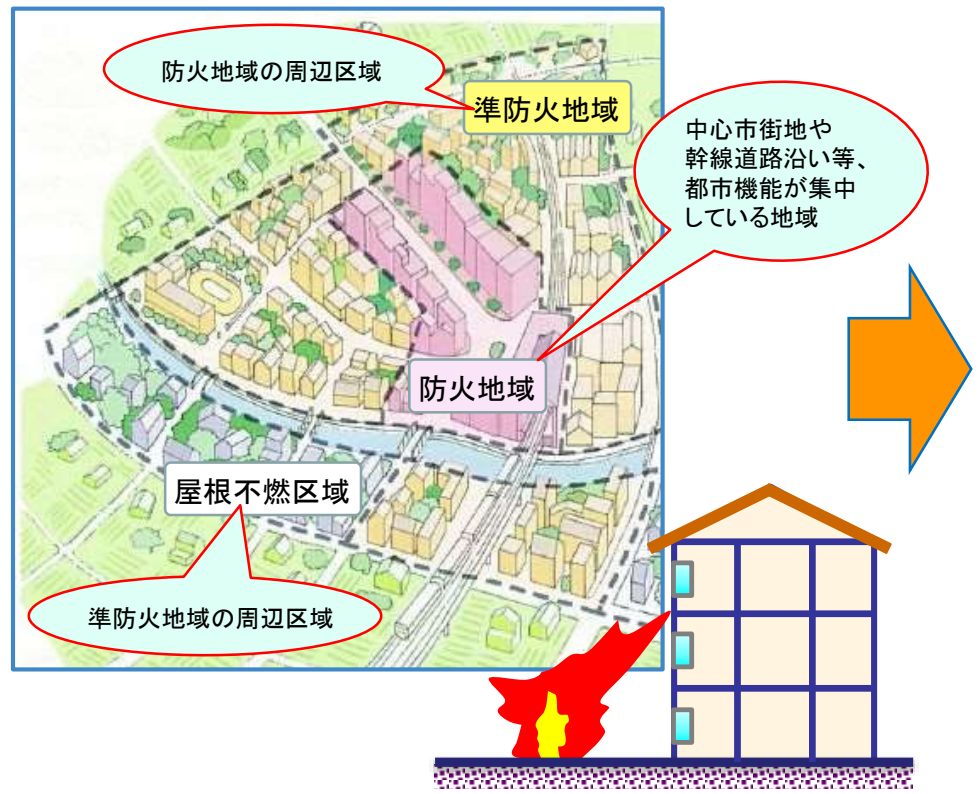 防火地域の周辺区域
準防火地域
中心市街地や
幹線道路沿い等、
都市機能が集中
している地域
防火地域
屋根不燃区域
準防火地域の周辺区域